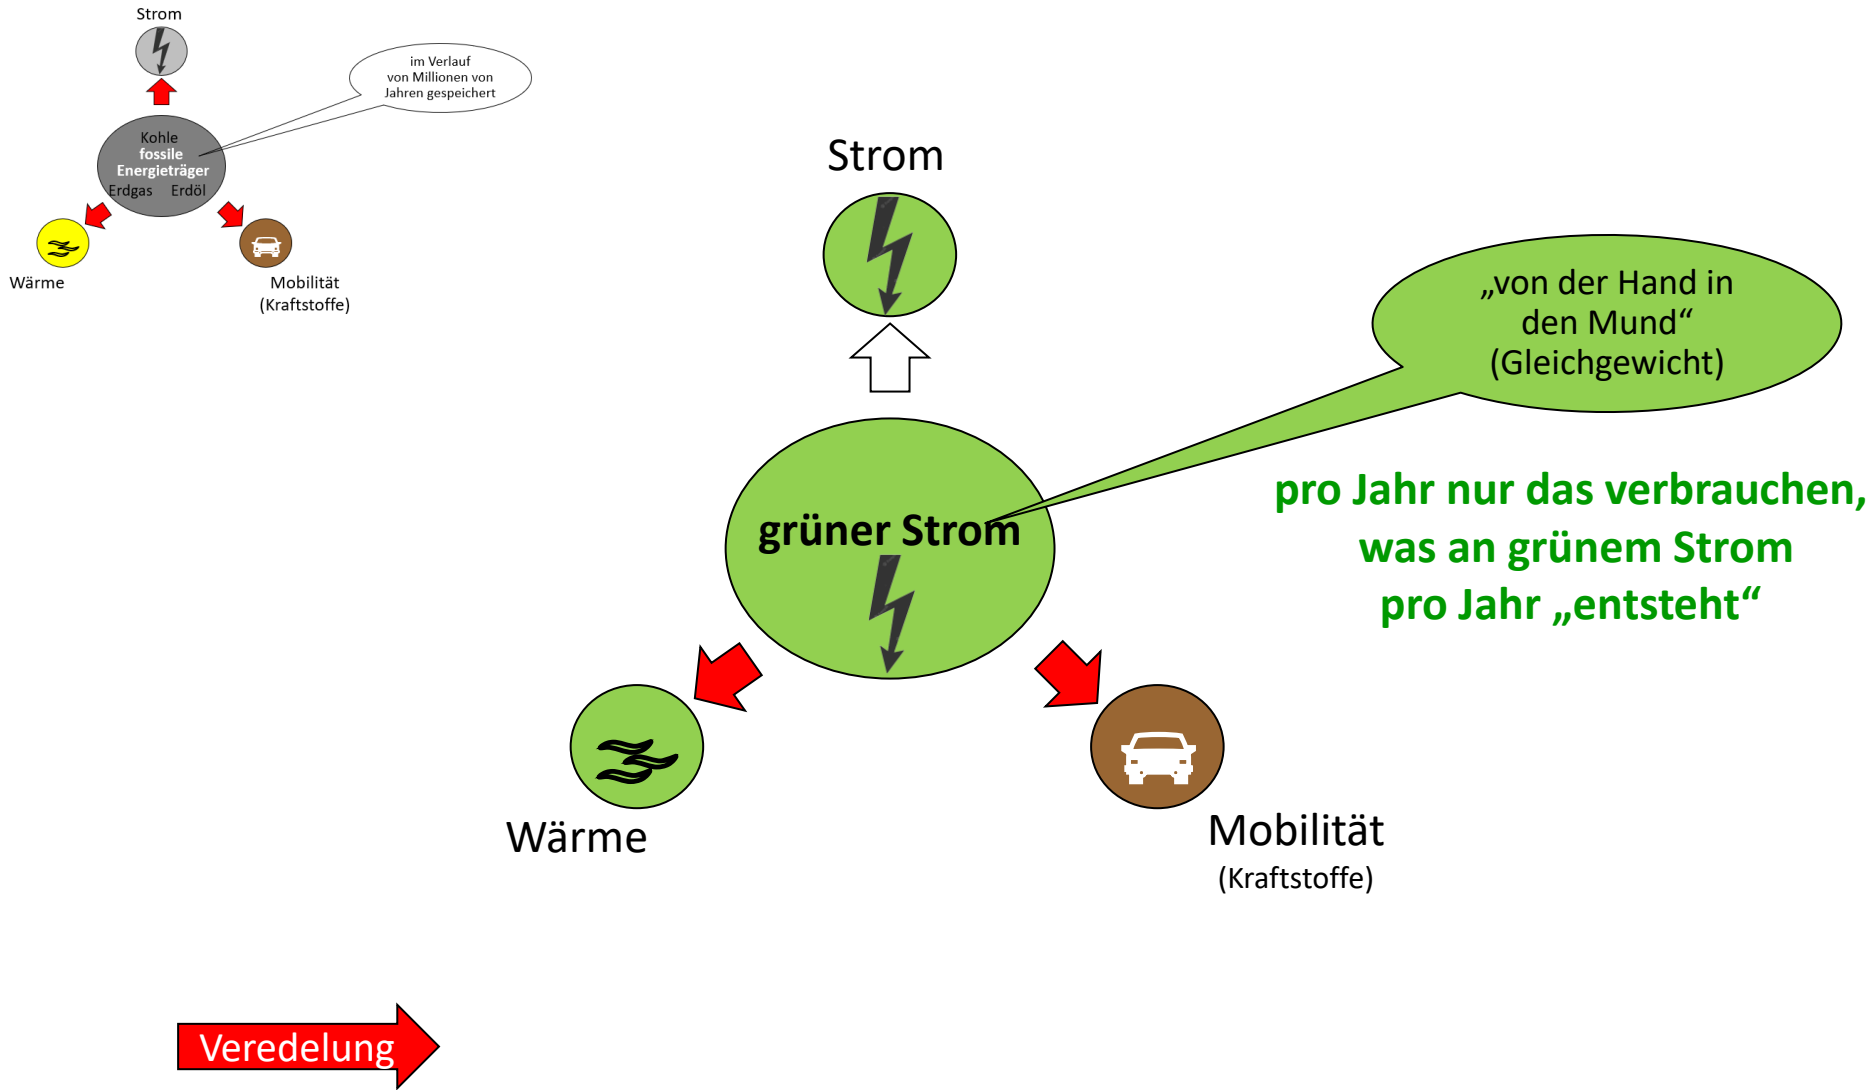 Strom
im Verlauf
von Millionen von
Jahren gespeichert
Kohle
fossile
Energieträger
Erdgas Erdöl
Wärme
Mobilität
(Kraftstoffe)
Strom
„von der Hand in
den Mund“
(Gleichgewicht)
grüner Strom
pro Jahr nur das verbrauchen,
was an grünem Strom
pro Jahr „entsteht“
Wärme
Mobilität
(Kraftstoffe)
Veredelung